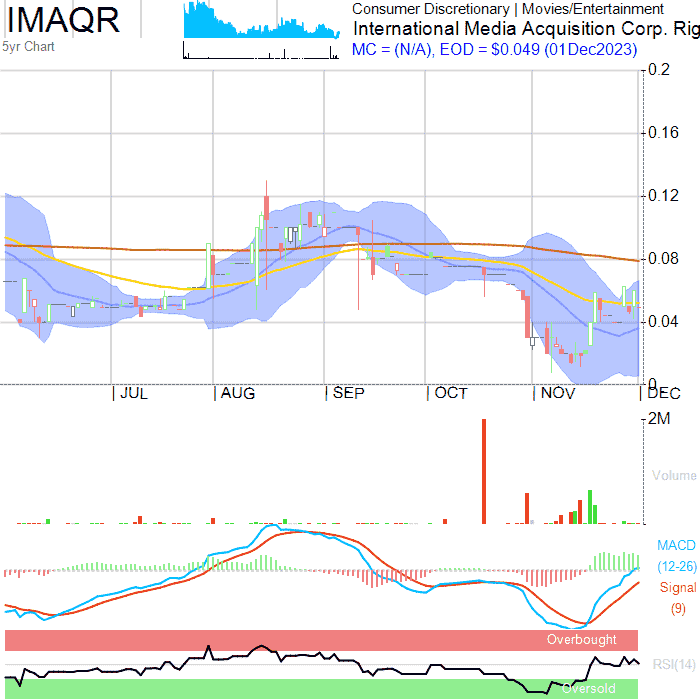 IMAQR
5yr Chart
Consumer Discretionary | Movies/Entertainment
International Media Acquisition Corp. Rig
MC = (N/A), EOD = $0.049 (01Dec2023)
0.2
0.16
0.12
0.08
0.04
0
JUL AUG SEP OCT NOV DEC
2M
Volume
MACD
(12-26)
Signal
(9)
Overbought
RSI(14)
Oversold